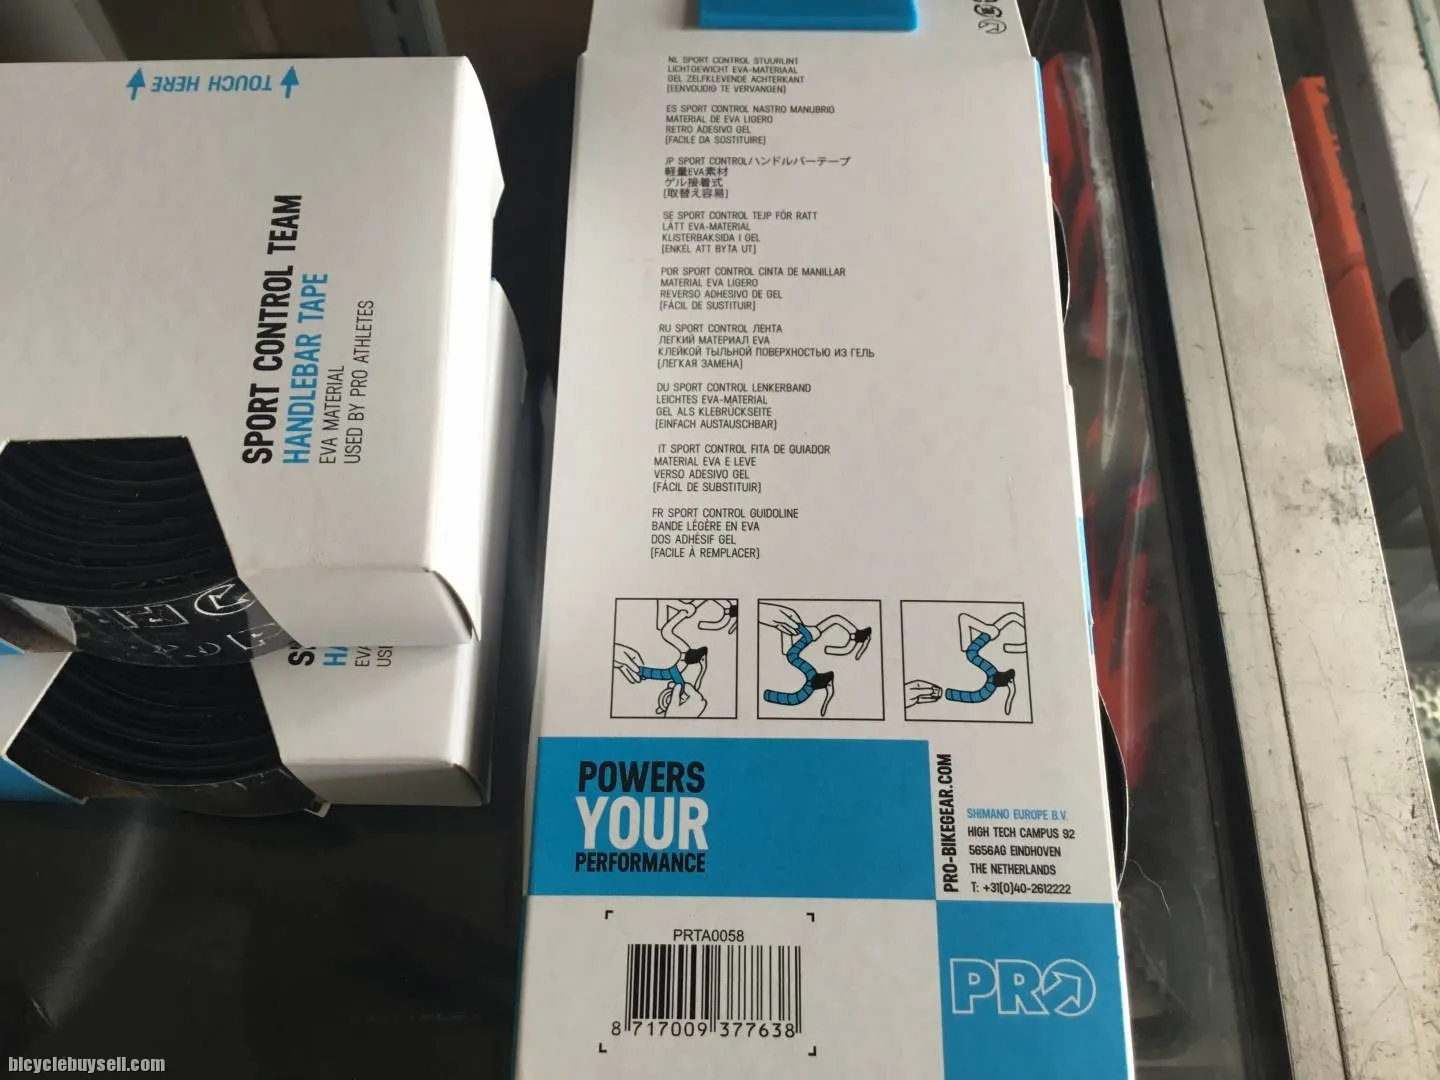 TOUCH HERE
SPORT CONTROL TEAM
HANDLEBAR TAPE
EVA MATERIAL
USED BY PRO ATHLETES
NL SPORT CONTROL STUURLINT
LICHTGEWICHT EVA-MATERIAAL
GEL ZELFKLEVENDE ACHTERKANT
[EENVOUDIG TE VERVANGEN]
ES SPORT CONTROL NASTRO MANUBRIO
MATERIAL DE EVA LIGERO
RETRO ADESIVO GEL
[FACILE DA SOSTITUIRE]
JP SPORT CONTROLハンドルバーテープ
軽量EVA素材
ゲル接着式
[取替え容易]
SE SPORT CONTROL TEJP FÖR RATT
LÄTT EVA-MATERIAL
KLISTERBAKSIDA I GEL
[ENKEL ATT BYTA UT]
POR SPORT CONTROL CINTA DE MANILLAR
MATERIAL EVA LIGERO
REVERSO ADHESIVO DE GEL
[FÁCIL DE SUSTITUIR]
RU SPORT CONTROL ЛЕНТА
ЛЕГКИЙ МАТЕРИАЛ EVA
КЛЕЙКОЙ ТЫЛЬНОЙ ПОВЕРХНОСТЬЮ ИЗ ГЕЛЬ
[ЛЕГКАЯ ЗАМЕНА]
DU SPORT CONTROL LENKERBAND
LEICHTES EVA-MATERIAL
GEL ALS KLEBRÜCKSEITE
[EINFACH AUSTAUSCHBAR]
IT SPORT CONTROL FITA DE GUIADOR
MATERIAL EVA E LEVE
VERSO ADESIVO GEL
[FÁCIL DE SUBSTITUIR]
FR SPORT CONTROL GUIDOLINE
BANDE LÉGÈRE EN EVA
DOS ADHÉSIF GEL
[FACILE À REMPLACER]
POWERS
YOUR
PERFORMANCE
PRO-BIKEGEAR.COM
SHIMANO EUROPE B.V.
HIGH TECH CAMPUS 92
5656AG EINDHOVEN
THE NETHERLANDS
T: +31(0)40-2612222
PRTA0058
8 717009 377638
PRO
bicyclebuysell.com